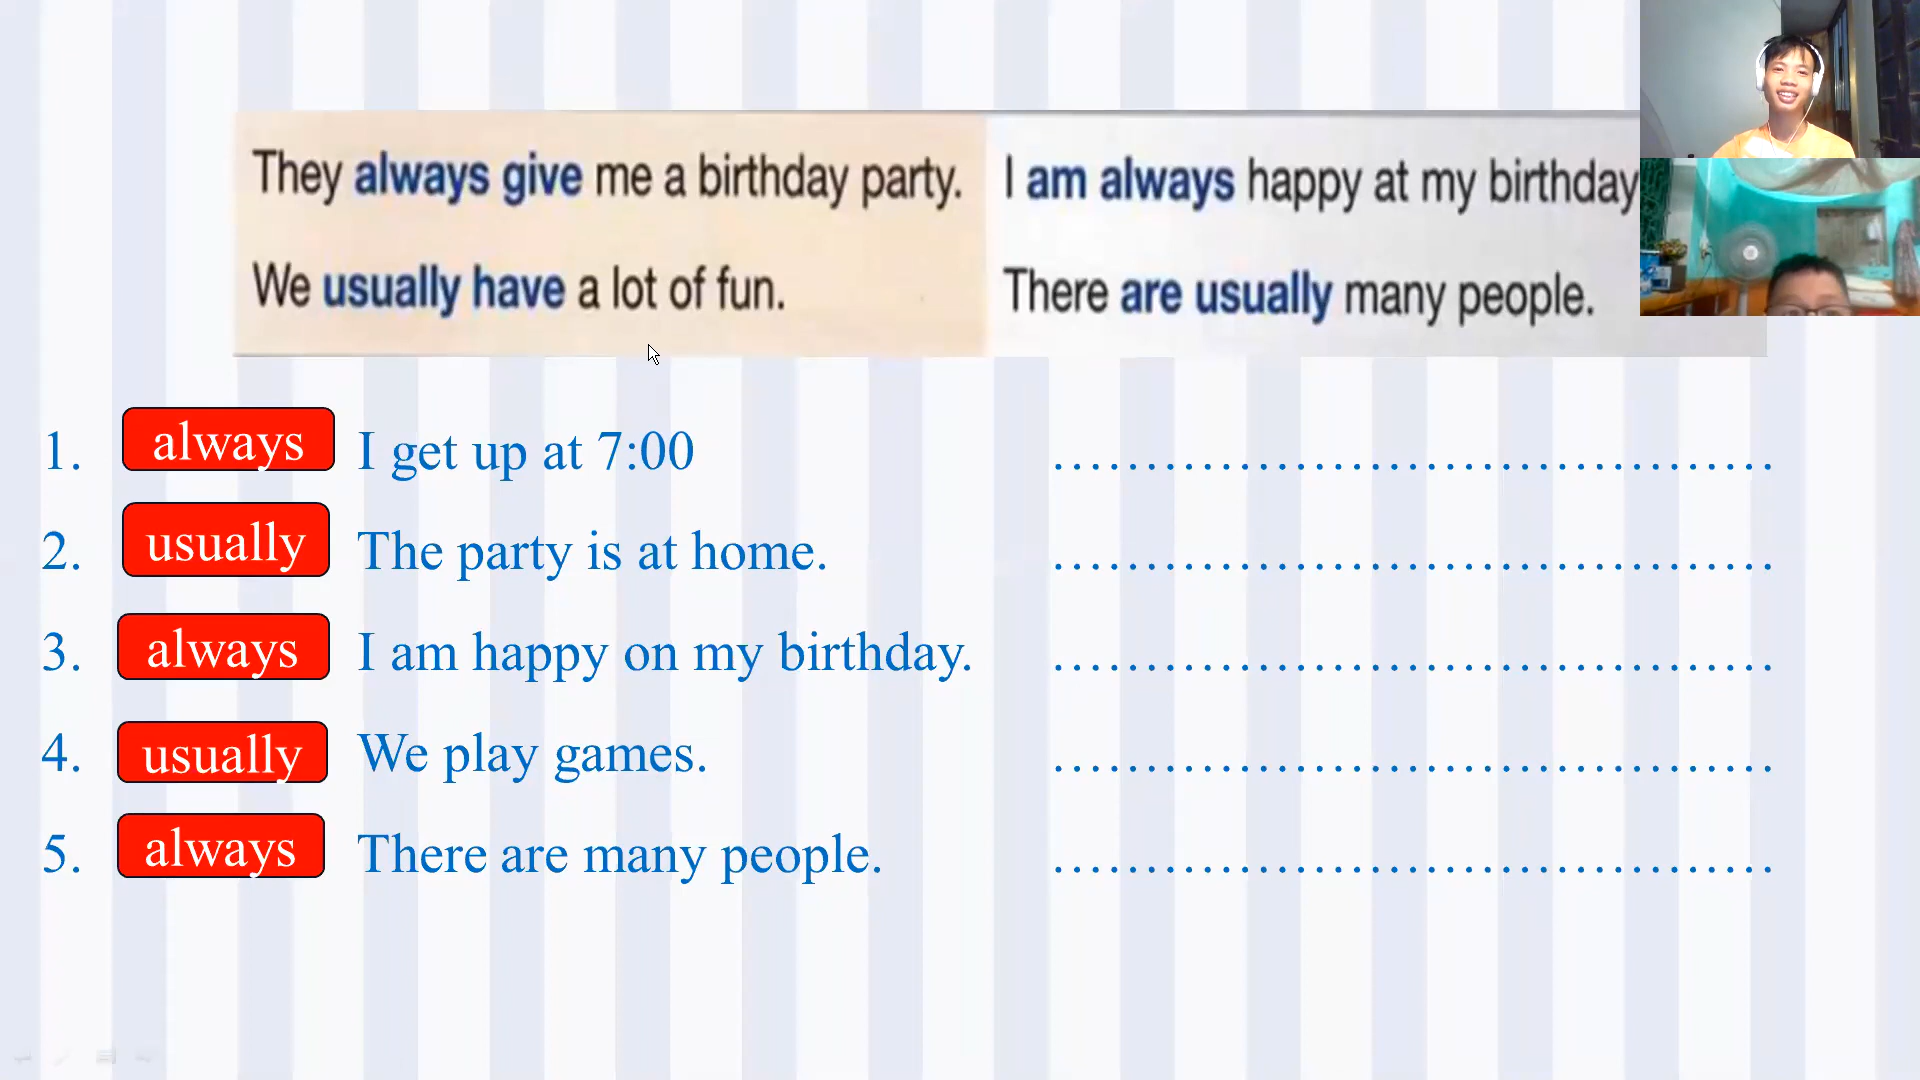 They always give me a birthday party.
I am always happy at my birthday
We usually have a lot of fun.
There are usually many people.
1. always I get up at 7:00 ..........................................
2. usually The party is at home. ..........................................
3. always I am happy on my birthday. ..........................................
4. usually We play games. ..........................................
5. always There are many people. ..........................................